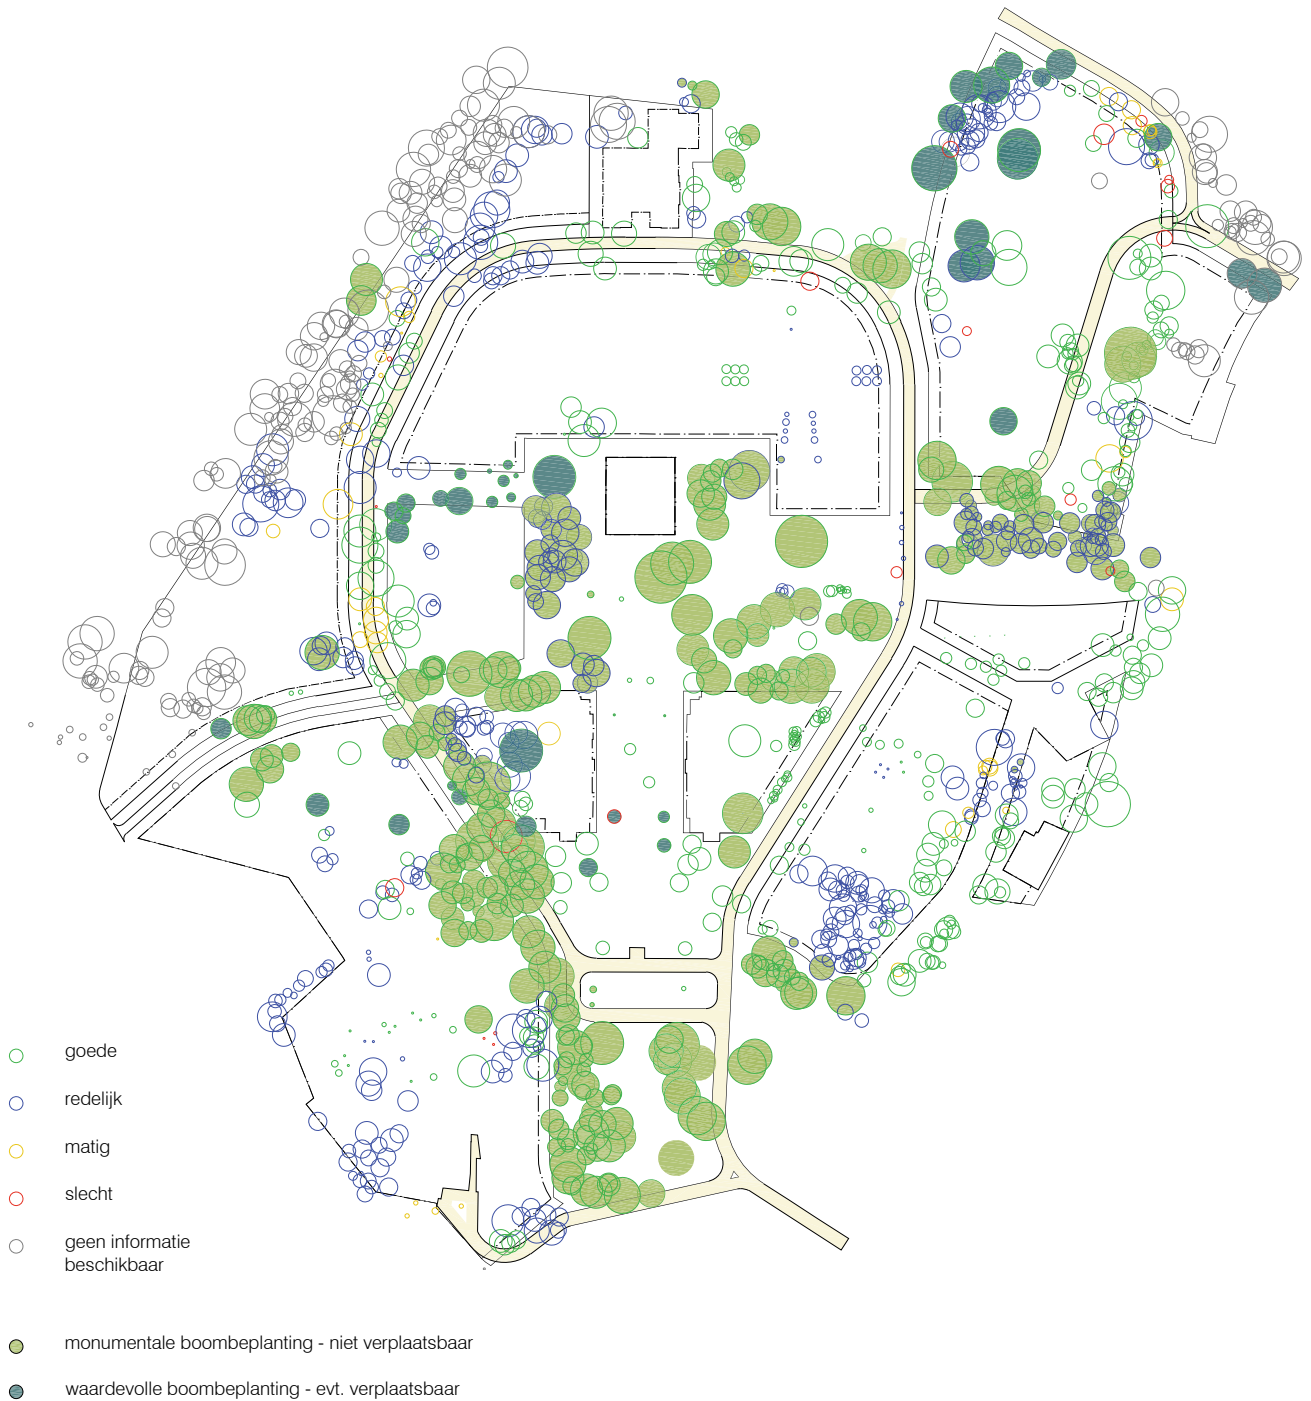 goede
redelijk
matig
slecht
geen informatie
beschikbaar
monumentale boombeplanting - niet verplaatsbaar
waardevolle boombeplanting - evt. verplaatsbaar